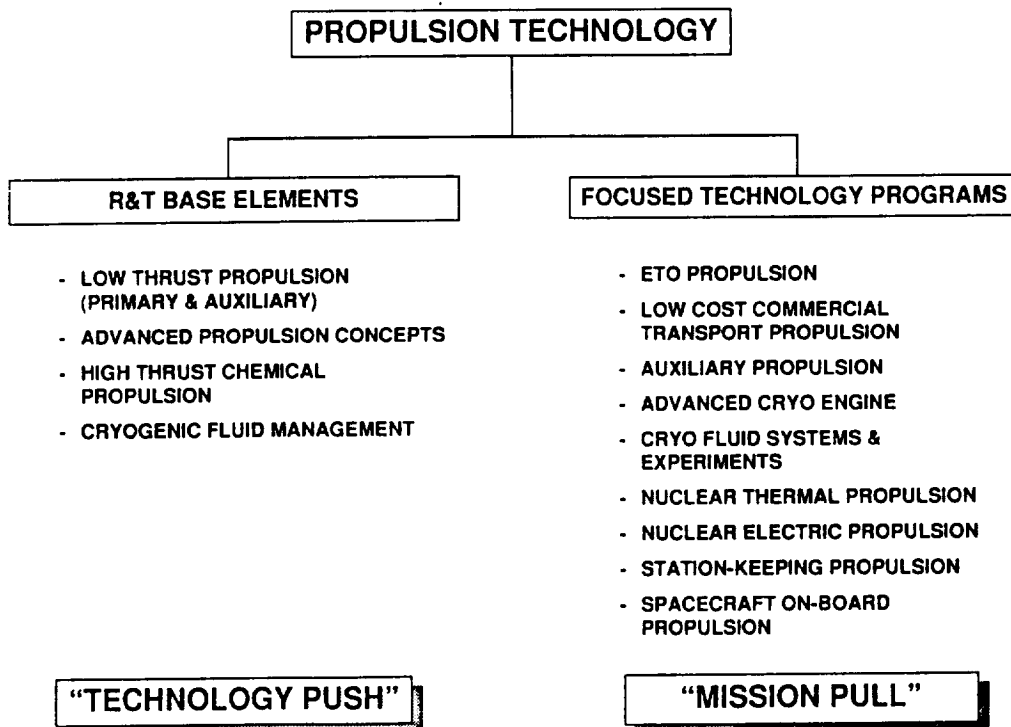 PROPULSION TECHNOLOGY
R&T BASE ELEMENTS
- LOW THRUST PROPULSION
(PRIMARY & AUXILIARY)
- ADVANCED PROPULSION CONCEPTS
- HIGH THRUST CHEMICAL
PROPULSION
- CRYOGENIC FLUID MANAGEMENT
"TECHNOLOGY PUSH"
FOCUSED TECHNOLOGY PROGRAMS
- ETO PROPULSION
- LOW COST COMMERCIAL
TRANSPORT PROPULSION
- AUXILIARY PROPULSION
- ADVANCED CRYO ENGINE
- CRYO FLUID SYSTEMS &
EXPERIMENTS
- NUCLEAR THERMAL PROPULSION
- NUCLEAR ELECTRIC PROPULSION
- STATION-KEEPING PROPULSION
- SPACECRAFT ON-BOARD
PROPULSION
"MISSION PULL"